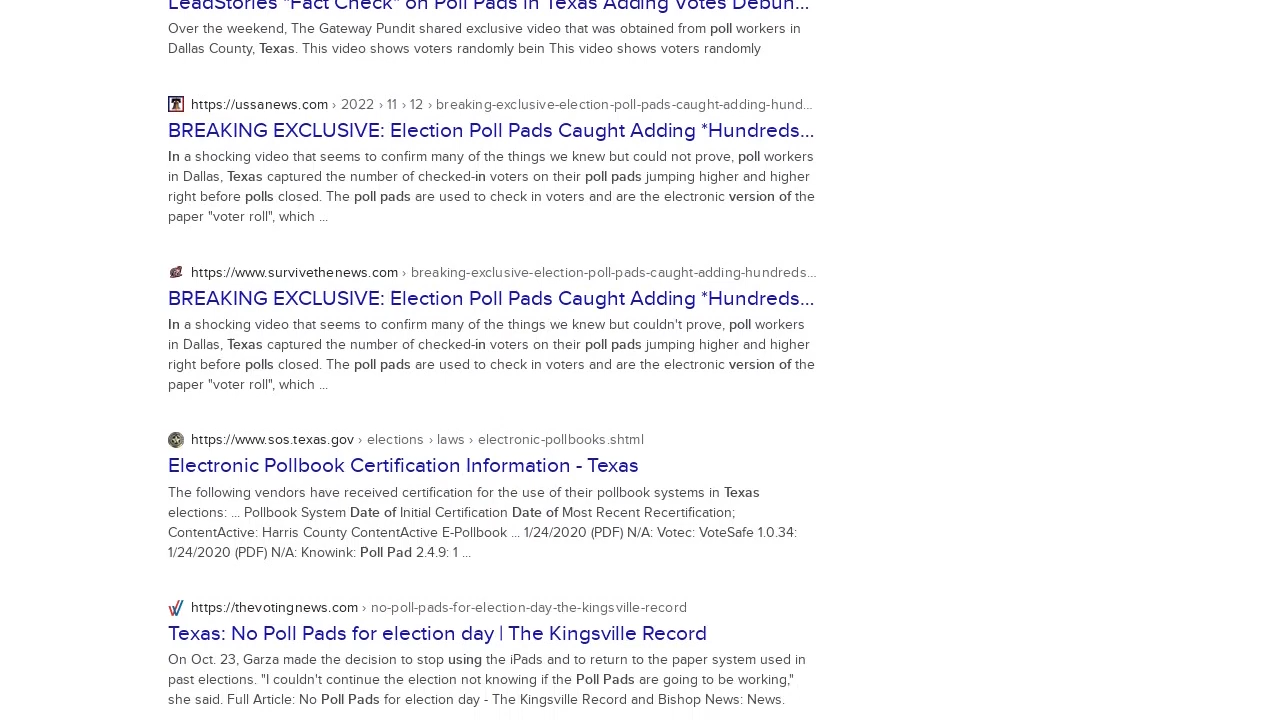 LeadStories "Fact Check" on Poll Pads in Texas Adding Votes Debun...
Over the weekend, The Gateway Pundit shared exclusive video that was obtained from poll workers in
Dallas County, Texas. This video shows voters randomly bein This video shows voters randomly
https://ussanews.com › 2022 › 11 › 12 › breaking-exclusive-election-poll-pads-caught-adding-hund...
BREAKING EXCLUSIVE: Election Poll Pads Caught Adding *Hundreds...
In a shocking video that seems to confirm many of the things we knew but could not prove, poll workers
in Dallas, Texas captured the number of checked-in voters on their poll pads jumping higher and higher
right before polls closed. The poll pads are used to check in voters and are the electronic version of the
paper "voter roll", which ...
https://www.survivethenews.com › breaking-exclusive-election-poll-pads-caught-adding-hundreds...
BREAKING EXCLUSIVE: Election Poll Pads Caught Adding *Hundreds...
In a shocking video that seems to confirm many of the things we knew but couldn't prove, poll workers
in Dallas, Texas captured the number of checked-in voters on their poll pads jumping higher and higher
right before polls closed. The poll pads are used to check in voters and are the electronic version of the
paper "voter roll", which ...
https://www.sos.texas.gov › elections › laws › electronic-pollbooks.shtml
Electronic Pollbook Certification Information - Texas
The following vendors have received certification for the use of their pollbook systems in Texas
elections: ... Pollbook System Date of Initial Certification Date of Most Recent Recertification;
ContentActive: Harris County ContentActive E-Pollbook ... 1/24/2020 (PDF) N/A: Votec: VoteSafe 1.0.34:
1/24/2020 (PDF) N/A: Knowink: Poll Pad 2.4.9: 1 ...
https://thevotingnews.com › no-poll-pads-for-election-day-the-kingsville-record
Texas: No Poll Pads for election day | The Kingsville Record
On Oct. 23, Garza made the decision to stop using the iPads and to return to the paper system used in
past elections. "I couldn't continue the election not knowing if the Poll Pads are going to be working,"
she said. Full Article: No Poll Pads for election day - The Kingsville Record and Bishop News: News.